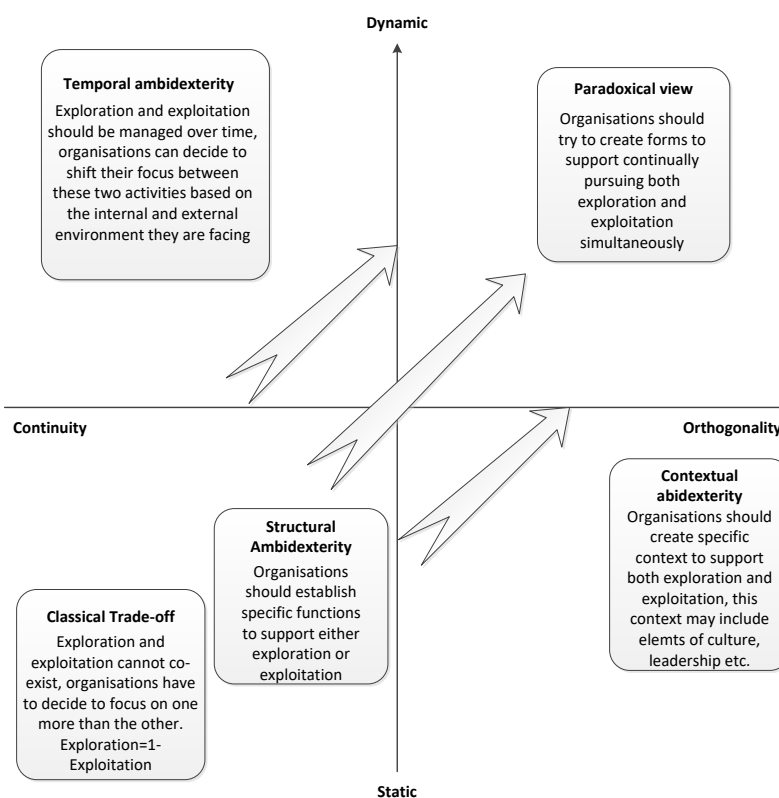 Dynamic
Temporal ambidexterity
Exploration and exploitation
should be managed over time,
organisations can decide to
shift their focus between
these two activities based on
the internal and external
environment they are facing
Paradoxical view
Organisations should
try to create forms to
support continually
pursuing both
exploration and
exploitation
simultaneously
Continuity
Orthogonality
Structural
Ambidexterity
Organisations
should establish
specific functions
to support either
exploration or
exploitation
Contextual
abidexterity
Organisations should
create specific
context to support
both exploration and
exploitation, this
context may include
elemts of culture,
leadership etc.
Classical Trade-off
Exploration and
exploitation cannot co-
exist, organisations have
to decide to focus on one
more than the other.
Exploration=1-
Exploitation
Static